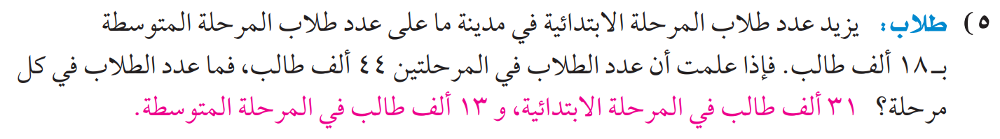 ٥) طلاب: يزيد عدد طلاب المرحلة الابتدائية في مدينة ما على عدد طلاب المرحلة المتوسطة
بـ ١٨ ألف طالب. فإذا علمت أن عدد الطلاب في المرحلتين ٤٤ ألف طالب، فما عدد الطلاب في كل
مرحلة؟ ٣١ ألف طالب في المرحلة الابتدائية، و ١٣ ألف طالب في المرحلة المتوسطة.